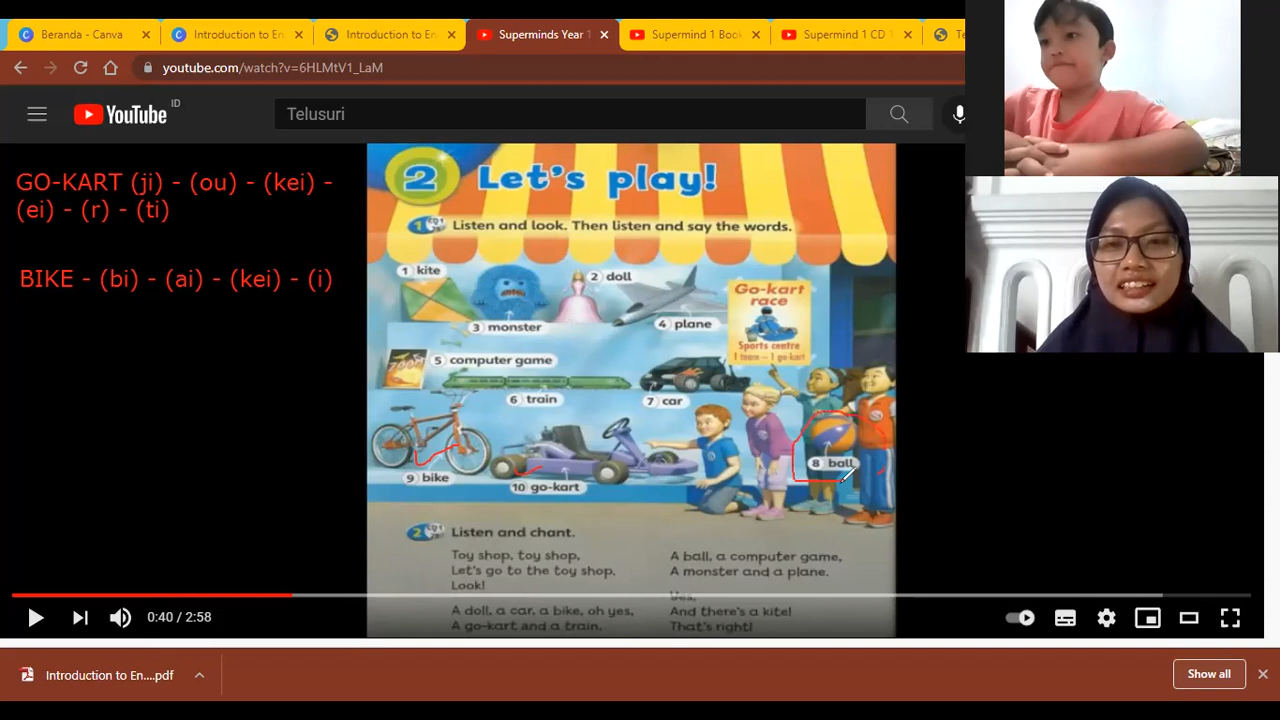 Beranda - Canva
Introduction to En
Introduction to En
Superminds Year 1
Supermind 1 Book
Supermind 1 CD 1
Te
youtube.com/watch?v=6HLMtV1_LaM
YouTube ID
Telusuri
GO-KART (ji) - (ou) - (kei) -
(ei) - (r) - (ti)
BIKE - (bi) - (ai) - (kei) - (i)
2 Let's play!
1 Listen and look. Then listen and say the words.
1 kite
2 doll
3 monster
4 plane
Go-kart
race
Sports centre
1 team – 1 go-kart
5 computer game
6 train
7 car
8 ball
9 bike
10 go-kart
2 Listen and chant.
Toy shop, toy shop,
Let's go to the toy shop,
Look!
A doll, a car, a bike, oh yes,
A go-kart and a train,
A ball, a computer game,
A monster and a plane.
Yes,
And there's a kite!
That's right!
0:40 / 2:58
Introduction to En....pdf
Show all